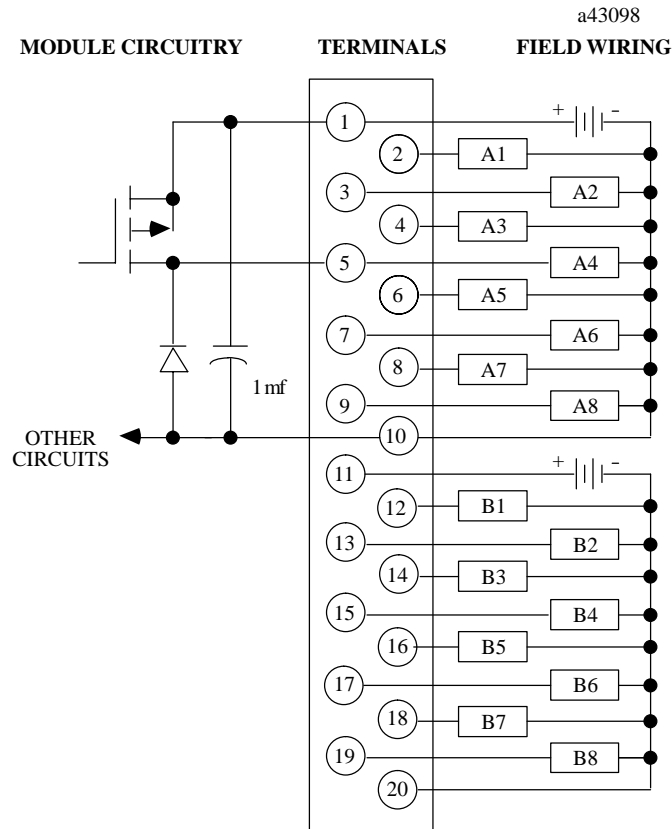 a43098
MODULE CIRCUITRY TERMINALS FIELD WIRING
1 + -
2 A1
3 A2
4 A3
5 A4
6 A5
7 A6
8 A7
1 mf
9 A8
10
OTHER
CIRCUITS
11 + -
12 B1
13 B2
14 B3
15 B4
16 B5
17 B6
18 B7
19 B8
20